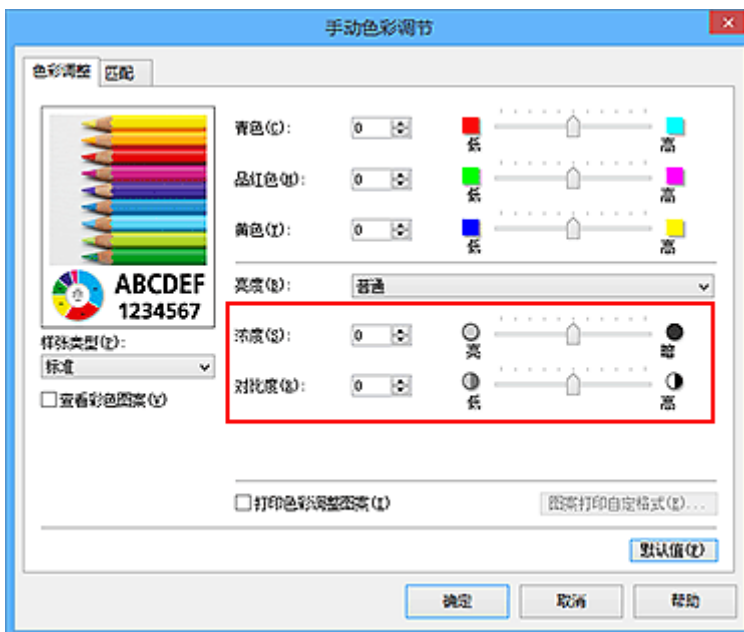 手动色彩调节
色彩调整 匹配
青色(C): 0 低 高
品红色(M): 0 低 高
黄色(Y): 0 低 高
ABCDEF
1234567
亮度(B): 普通
样张类型(P):
标准
浓度(S): 0 亮 暗
对比度(R): 0 低 高
查看彩色图案(V)
打印色彩调整图案(I) 图案打印自定格式(E)...
默认值(F)
确定 取消 帮助